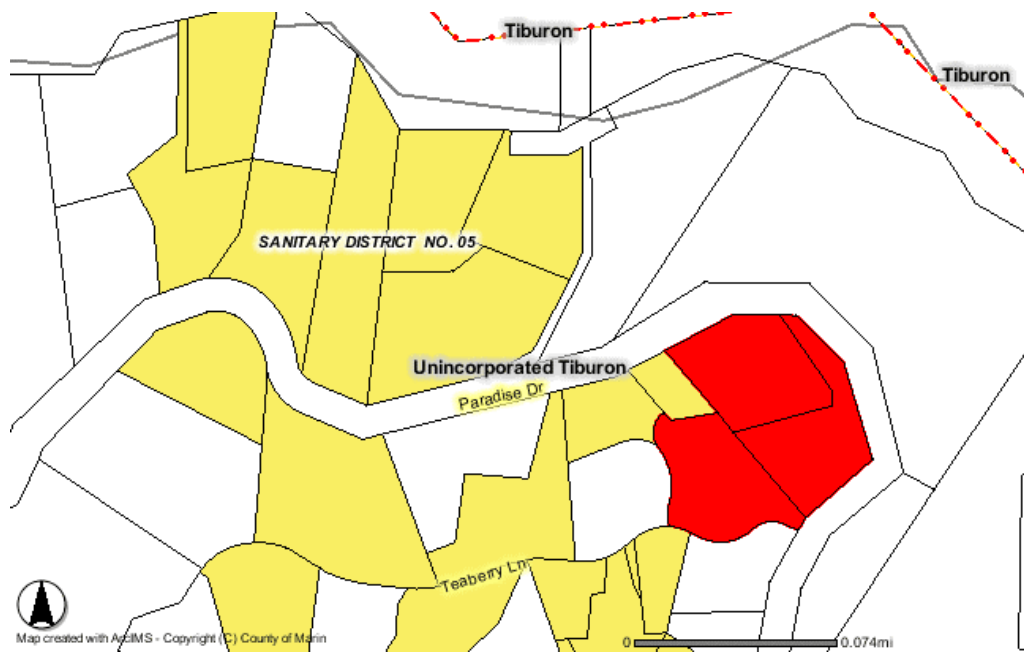 Tiburon
Tiburon
SANITARY DISTRICT NO. 05
Unincorporated Tiburon
Paradise Dr
Teaberry Ln
Map created with ArcIMS - Copyright (C) County of Marin
0 0.074mi